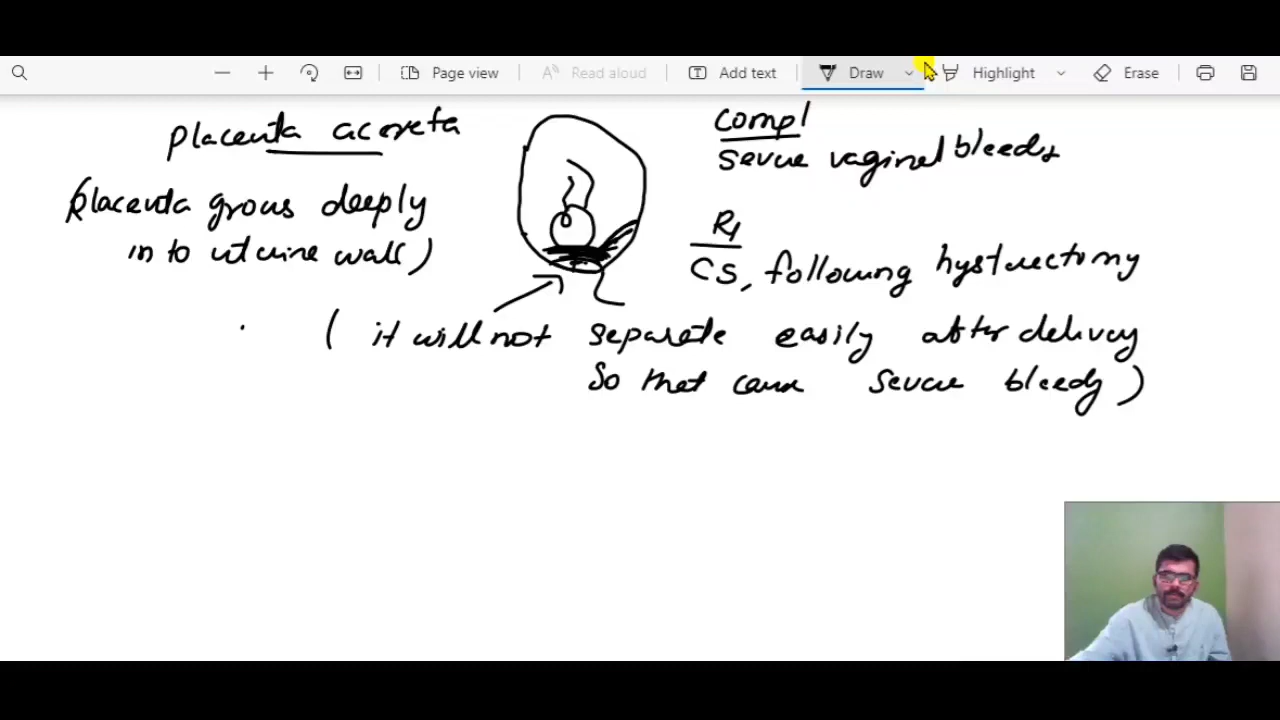 Page view
Read aloud
Add text
Draw
Highlight
Erase
placenta accreta
(placenta grows deeply
in to uterine wall)
compl
severe vaginal bleeds
Rx
CS, following hysterectomy
( it will not separate easily after delivery
So that cause severe bleedg )